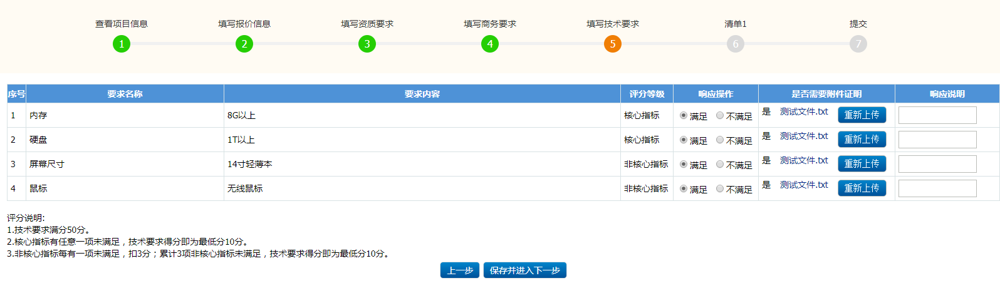 查看项目信息 填写报价信息 填写资质要求 填写商务要求 填写技术要求 清单1 提交
1 2 3 4 5 6 7
序号 要求名称 要求内容 评分等级 响应操作 是否需要附件证明 响应说明
1 内存 8G以上 核心指标 满足 不满足 是 测试文件.txt 重新上传
2 硬盘 1T以上 核心指标 满足 不满足 是 测试文件.txt 重新上传
3 屏幕尺寸 14寸轻薄本 非核心指标 满足 不满足 是 测试文件.txt 重新上传
4 鼠标 无线鼠标 非核心指标 满足 不满足 是 测试文件.txt 重新上传
评分说明:
1.技术要求满分50分。
2.核心指标有任意一项未满足，技术要求得分即为最低分10分。
3.非核心指标每有一项未满足，扣3分；累计3项非核心指标未满足，技术要求得分即为最低分10分。
上一步 保存并进入下一步